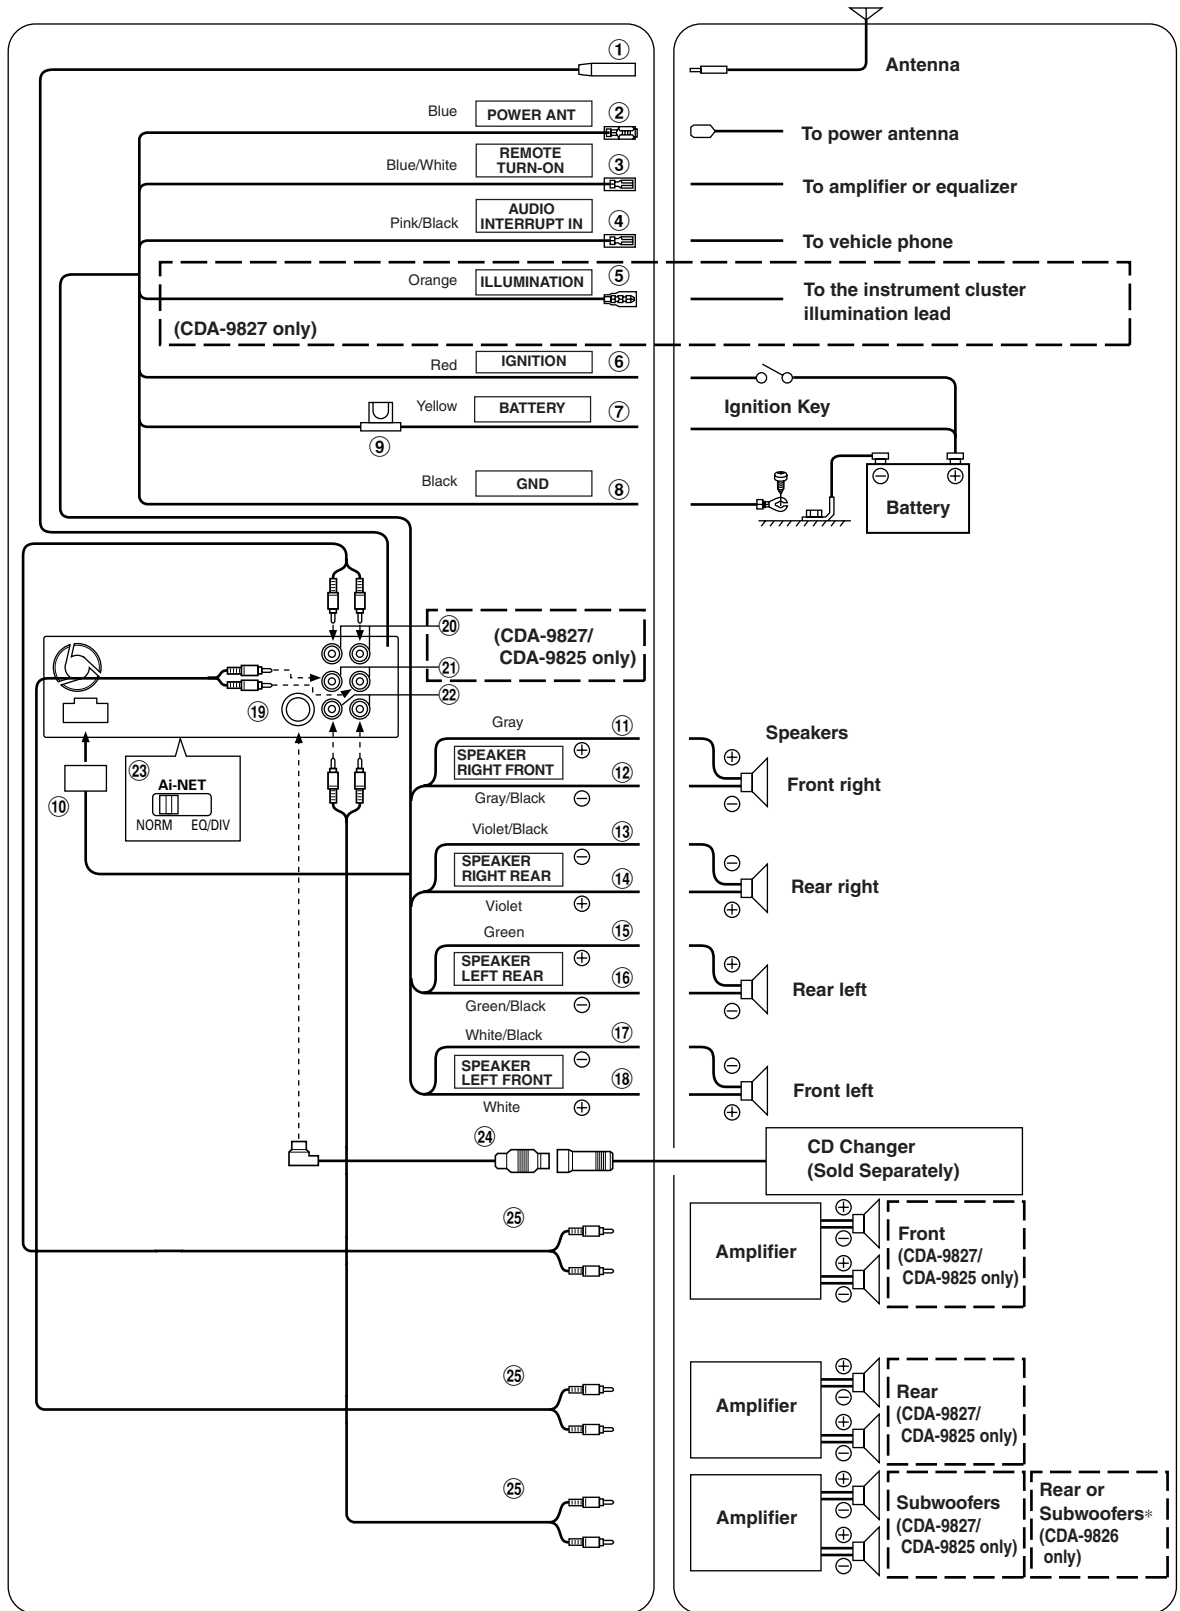 ①
Antenna
Blue POWER ANT ②
To power antenna
Blue/White REMOTE TURN-ON ③
To amplifier or equalizer
Pink/Black AUDIO INTERRUPT IN ④
To vehicle phone
Orange ILLUMINATION ⑤
To the instrument cluster
illumination lead
(CDA-9827 only)
Red IGNITION ⑥
Ignition Key
Yellow BATTERY ⑦
⑨
Black GND ⑧
⊖ ⊕
Battery
⑳
(CDA-9827/
CDA-9825 only)
㉑
㉒
⑲
㉓
Ai-NET
NORM EQ/DIV
⑩
Speakers
Gray ⑪
SPEAKER
RIGHT FRONT
⊕
⑫
Gray/Black ⊖
⊕
Front right
⊖
Violet/Black ⑬
SPEAKER
RIGHT REAR
⊖
⑭
Violet ⊕
⊖
Rear right
⊕
Green ⑮
SPEAKER
LEFT REAR
⊕
⑯
Green/Black ⊖
⊕
Rear left
⊖
White/Black ⑰
SPEAKER
LEFT FRONT
⊖
⑱
White ⊕
⊖
Front left
⊕
㉔
CD Changer
(Sold Separately)
㉕
Amplifier
⊕
⊖
⊕
⊖
Front
(CDA-9827/
CDA-9825 only)
㉕
Amplifier
⊕
⊖
⊕
⊖
Rear
(CDA-9827/
CDA-9825 only)
㉕
Amplifier
⊕
⊖
⊕
⊖
Subwoofers
(CDA-9827/
CDA-9825 only)
Rear or
Subwoofers*
(CDA-9826
only)